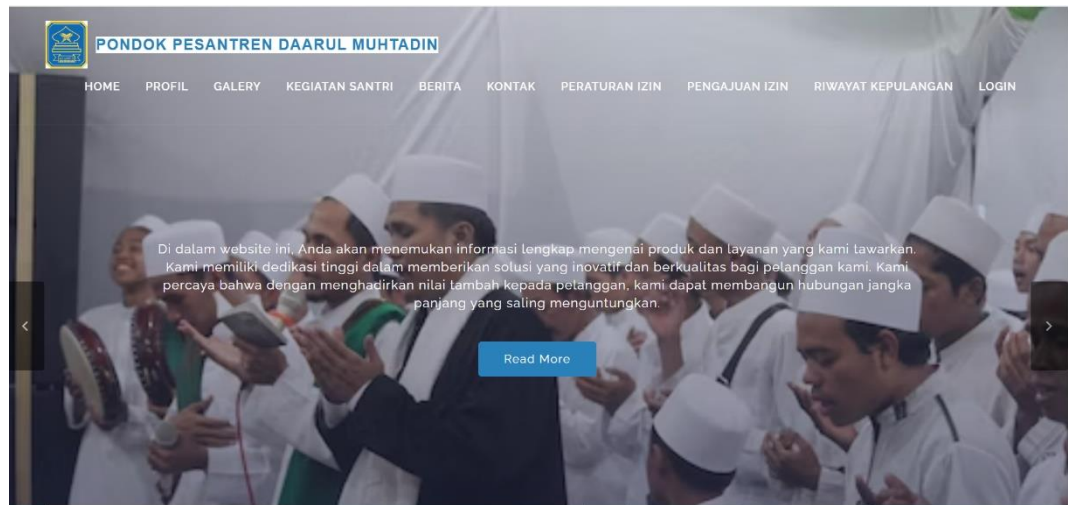 PONDOK PESANTREN DAARUL MUHTADIN
HOME PROFIL GALERY KEGIATAN SANTRI BERITA KONTAK PERATURAN IZIN PENGAJUAN IZIN RIWAYAT KEPULANGAN LOGIN
Di dalam website ini, Anda akan menemukan informasi lengkap mengenai produk dan layanan yang kami tawarkan.
Kami memiliki dedikasi tinggi dalam memberikan solusi yang inovatif dan berkualitas bagi pelanggan kami. Kami
percaya bahwa dengan menghadirkan nilai tambah kepada pelanggan, kami dapat membangun hubungan jangka
panjang yang saling menguntungkan.
Read More